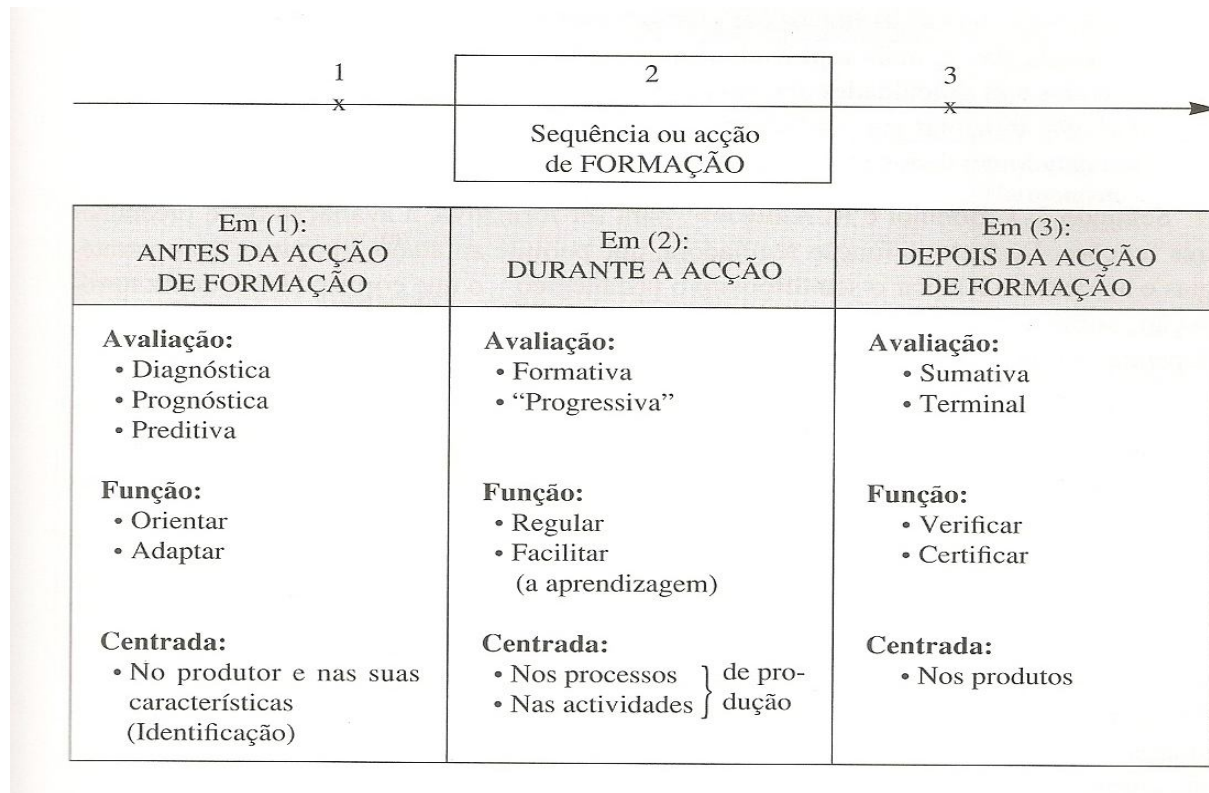 1
2
3
x
x
Sequência ou acção
de FORMAÇÃO
Em (1):
ANTES DA ACÇÃO
DE FORMAÇÃO
Em (2):
DURANTE A ACÇÃO
Em (3):
DEPOIS DA ACÇÃO
DE FORMAÇÃO
Avaliação:
• Diagnóstica
• Prognóstica
• Preditiva
Função:
• Orientar
• Adaptar
Centrada:
• No produtor e nas suas
características
(Identificação)
Avaliação:
• Formativa
• “Progressiva”
Função:
• Regular
• Facilitar
(a aprendizagem)
Centrada:
• Nos processos
• Nas actividades
de pro-
dução
Avaliação:
• Sumativa
• Terminal
Função:
• Verificar
• Certificar
Centrada:
• Nos produtos